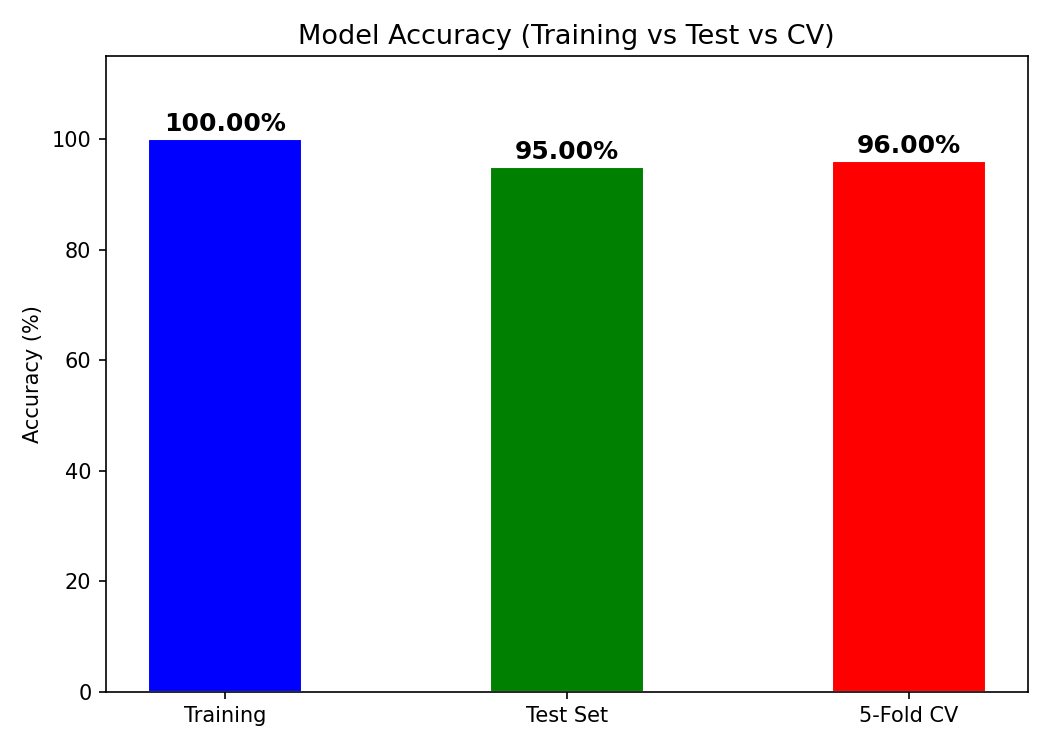 Model Accuracy (Training vs Test vs CV)
100.00%
95.00%
96.00%
Accuracy (%)
100
80
60
40
20
0
Training
Test Set
5-Fold CV